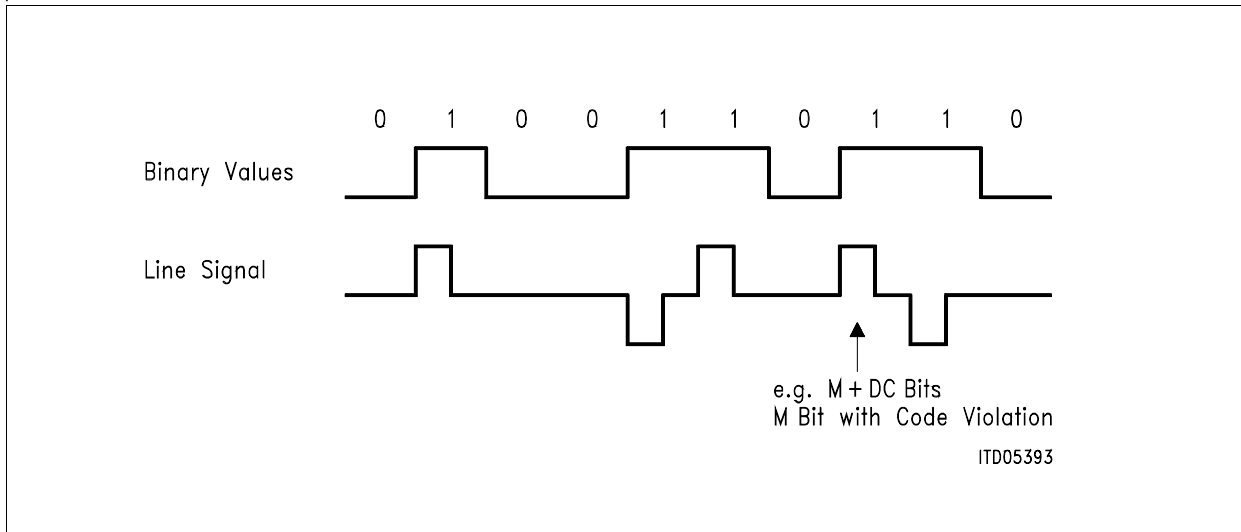 0 1 0 0 1 1 0 1 1 0
Binary Values
Line Signal
e.g. M + DC Bits
M Bit with Code Violation
ITD05393